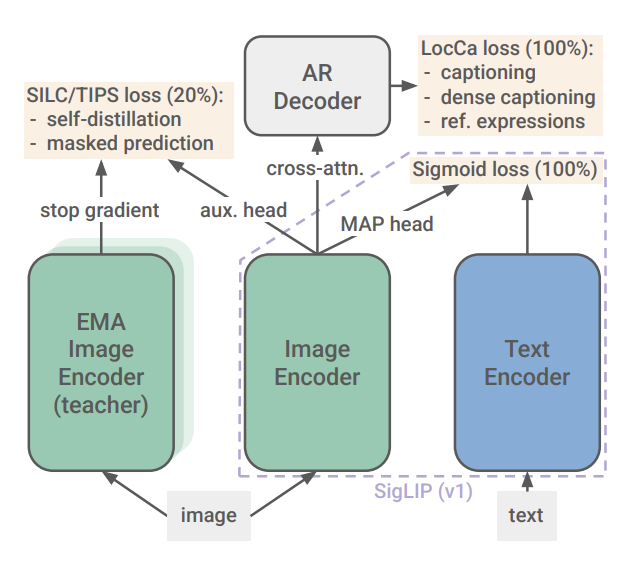 AR
Decoder
LocCa loss (100%):
- captioning
- dense captioning
- ref. expressions
SILC/TIPS loss (20%):
- self-distillation
- masked prediction
cross-attn.
Sigmoid loss (100%)
stop gradient
aux. head
MAP head
EMA
Image
Encoder
(teacher)
Image
Encoder
Text
Encoder
SigLIP (v1)
image
text